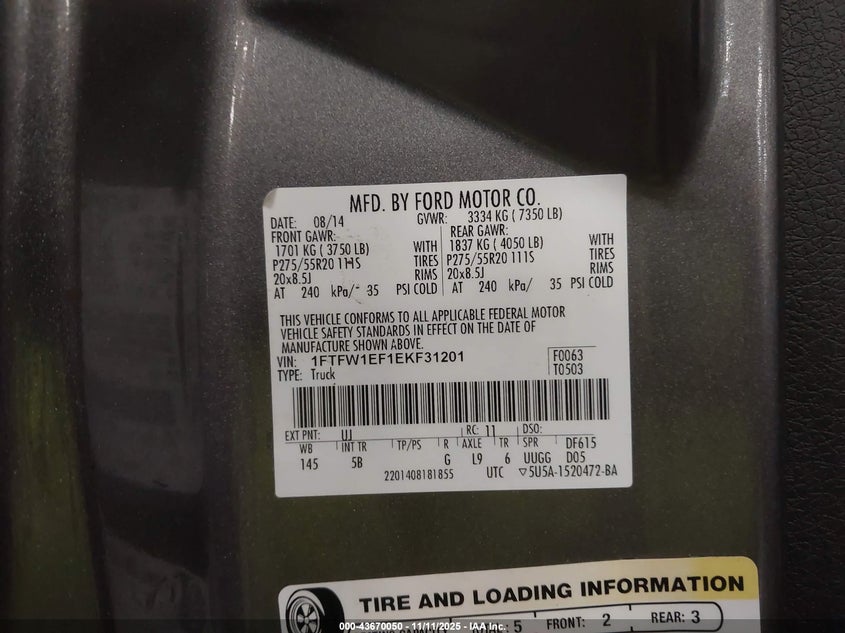 MFD. BY FORD MOTOR CO.
DATE: 08/14 GVWR: 3334 KG ( 7350 LB)
FRONT GAWR: REAR GAWR:
1701 KG ( 3750 LB) WITH 1837 KG ( 4050 LB) WITH
P275/55R20 111S TIRES P275/55R20 111S TIRES
20x8.5J RIMS 20x8.5J RIMS
AT 240 kPa/ 35 PSI COLD AT 240 kPa/ 35 PSI COLD
THIS VEHICLE CONFORMS TO ALL APPLICABLE FEDERAL MOTOR
VEHICLE SAFETY STANDARDS IN EFFECT ON THE DATE OF
MANUFACTURE SHOWN ABOVE.
VIN: 1FTFW1EF1EKF31201 F0063
TYPE: Truck T0503
EXT PNT: UJ RC: 11 DSO:
WB INT TR TP/PS R AXLE TR SPR DF615
145 5B G L9 6 UUGG D05
2201408181855 UTC ▽5U5A-1520472-BA
TIRE AND LOADING INFORMATION
5 FRONT: 2 REAR: 3
000-43670050 - 11/11/2025 - IAA Inc.